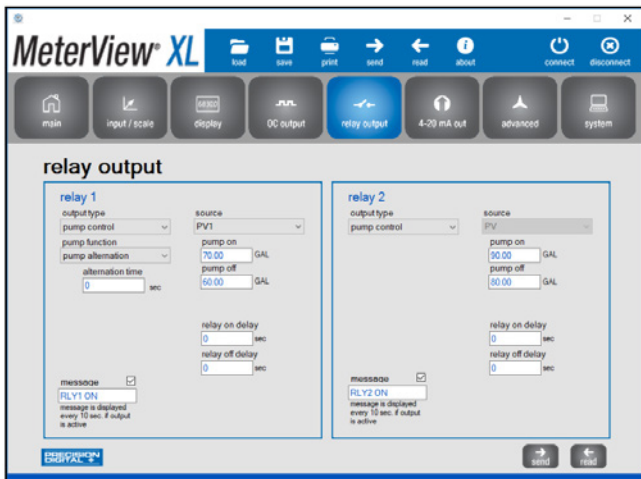 MeterView® XL
load save print send read about connect disconnect
main input / scale display OC output relay output 4-20 mA out advanced system
relay output
relay 1
output type source
pump control PV1
pump function pump on
pump alternation 70.00 GAL
alternation time pump off
0 sec 60.00 GAL
relay on delay
0 sec
relay off delay
0 sec
message
RLY1 ON
message is displayed
every 10 sec. if output
is active
relay 2
output type source
pump control PV
pump on
90.00 GAL
pump off
80.00 GAL
relay on delay
0 sec
relay off delay
0 sec
message
RLY2 ON
message is displayed
every 10 sec. if output
is active
PRECISION
DIGITAL
send read